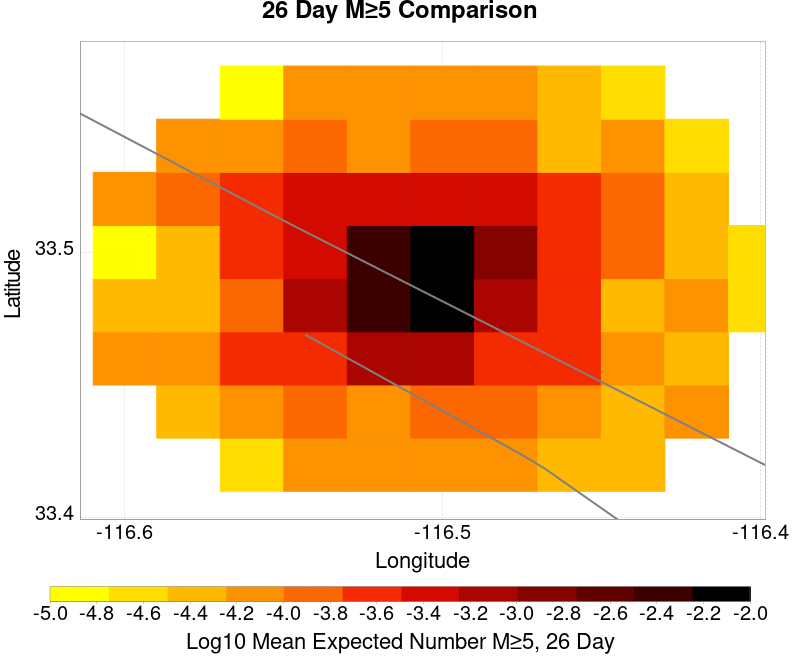 26 Day M≥5 Comparison
Latitude
33.5
33.4
-116.6 -116.5 -116.4
Longitude
-5.0 -4.8 -4.6 -4.4 -4.2 -4.0 -3.8 -3.6 -3.4 -3.2 -3.0 -2.8 -2.6 -2.4 -2.2 -2.0
Log10 Mean Expected Number M≥5, 26 Day